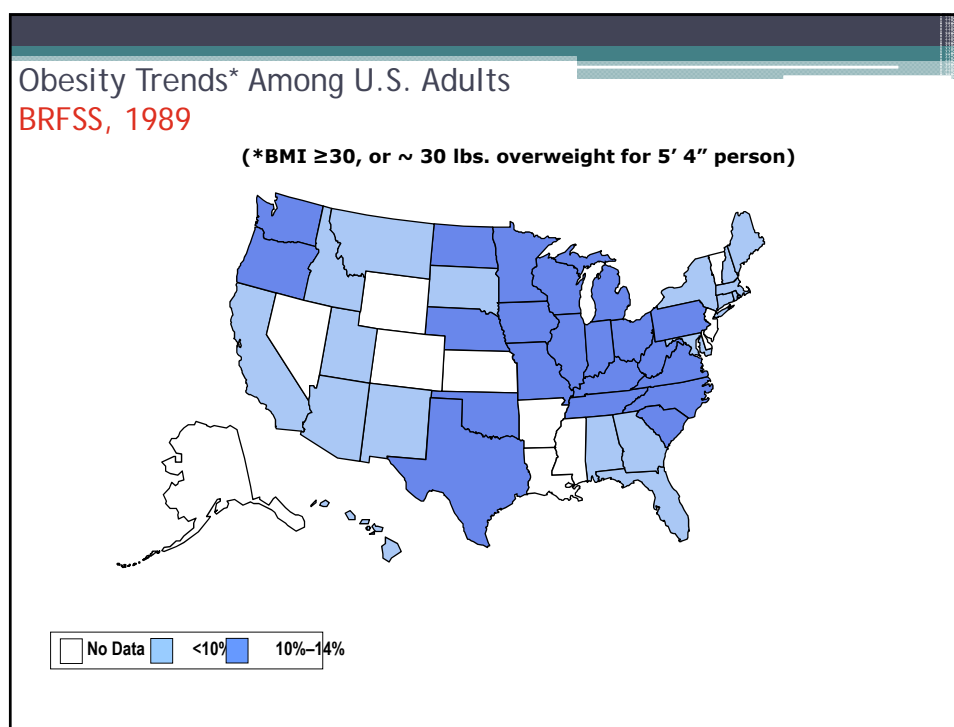 Obesity Trends* Among U.S. Adults
BRFSS, 1989
(*BMI ≥30, or ~ 30 lbs. overweight for 5’ 4” person)
No Data <10% 10%–14%